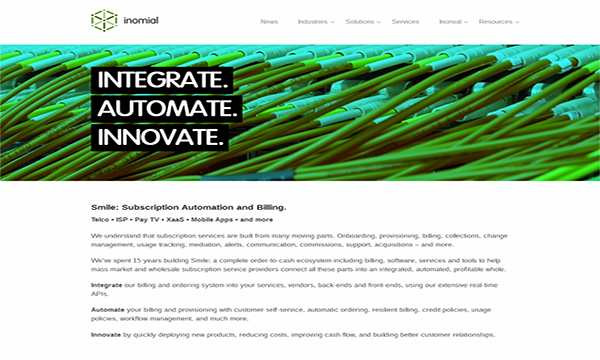 inomial
News Industries Solutions Services Inomial Resources
INTEGRATE.
AUTOMATE.
INNOVATE.
Smile: Subscription Automation and Billing.
Telco • ISP • Pay TV • XaaS • Mobile Apps • and more
We understand that subscription services are built from many moving parts. Onboarding, provisioning, billing, collections, change
management, usage tracking, mediation, alerts, communication, commissions, support, acquisitions – and more.
We've spent 15 years building Smile: a complete order-to-cash ecosystem including billing, software, services and tools to help
mass market and wholesale subscription service providers connect all these parts into an integrated, automated, profitable whole.
Integrate our billing and ordering system into your services, vendors, back-ends and front-ends, using our extensive real-time
APIs.
Automate your billing and provisioning with customer self-service, automatic ordering, resilient billing, credit policies, usage
policies, workflow management, and much more.
Innovate by quickly deploying new products, reducing costs, improving cash flow, and building better customer relationships.